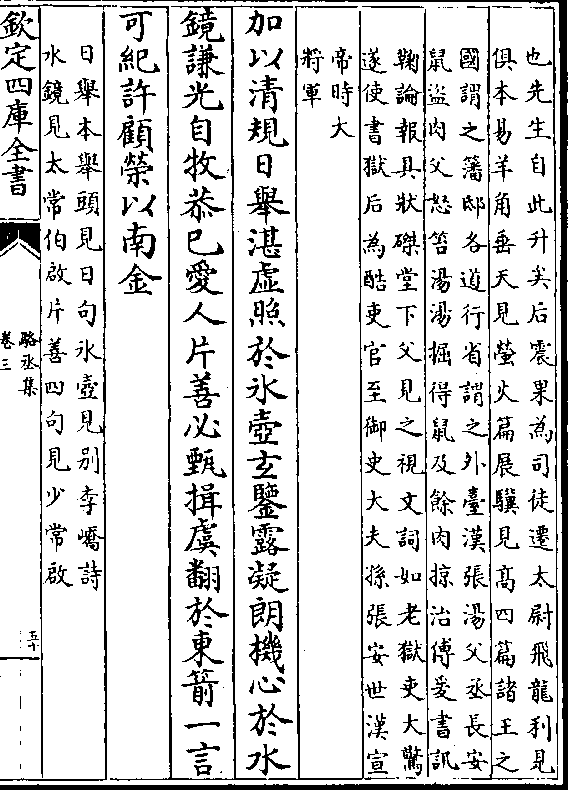 也先生自此升矣后震果為司徒遷太尉飛龍利見
俱本易羊角垂天見螢火篇展驥見高四篇諸王之
國謂之籓邸各道行省謂之外臺漢張湯父丞長安
鼠盜肉父怒笞湯湯掘得鼠及餘肉掠治傅爰書訊
鞫論報具狀磔堂下父見之視文詞如老獄吏大驚
遂使書獄后為酷吏官至御史大夫孫張安世漢宣
帝時大
將軍
加以清規日舉湛虚照於氷壺玄鑒露凝朗機心於水
鏡謙光自牧恭已愛人片善必甄揖虞翻於東箭一言
可紀許顧榮以南金
日舉本舉頭見日句氷壺見别李嶠詩
水鏡見太常伯啟片善四句見少常啟
欽定四庫全書
駱丞集
卷三
五十